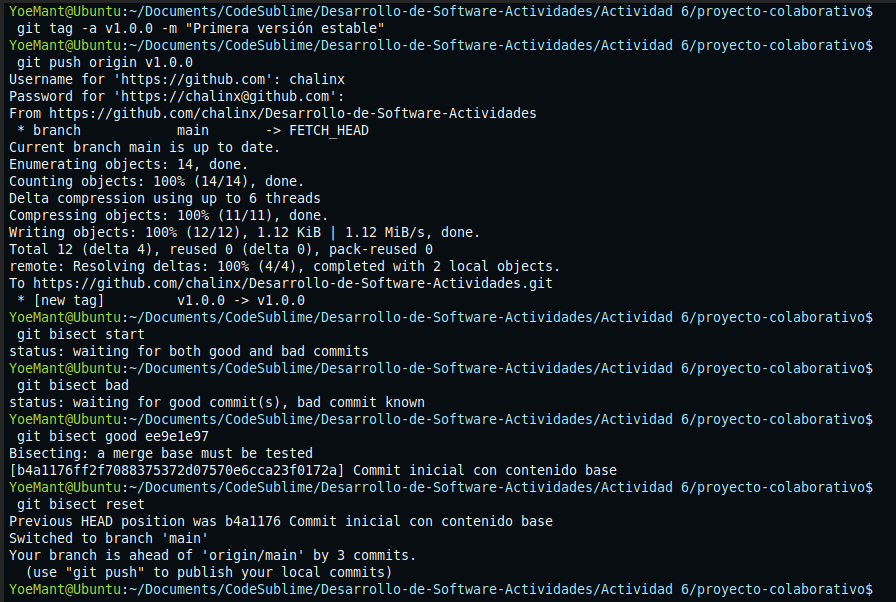 YoeMant@Ubuntu:~/Documents/CodeSublime/Desarrollo-de-Software-Actividades/Actividad 6/proyecto-colaborativo$
git tag -a v1.0.0 -m "Primera versión estable"
YoeMant@Ubuntu:~/Documents/CodeSublime/Desarrollo-de-Software-Actividades/Actividad 6/proyecto-colaborativo$
git push origin v1.0.0
Username for 'https://github.com': chalinx
Password for 'https://chalinx@github.com':
From https://github.com/chalinx/Desarrollo-de-Software-Actividades
 * branch            main       -> FETCH_HEAD
Current branch main is up to date.
Enumerating objects: 14, done.
Counting objects: 100% (14/14), done.
Delta compression using up to 6 threads
Compressing objects: 100% (11/11), done.
Writing objects: 100% (12/12), 1.12 KiB | 1.12 MiB/s, done.
Total 12 (delta 4), reused 0 (delta 0), pack-reused 0
remote: Resolving deltas: 100% (4/4), completed with 2 local objects.
To https://github.com/chalinx/Desarrollo-de-Software-Actividades.git
 * [new tag]         v1.0.0 -> v1.0.0
YoeMant@Ubuntu:~/Documents/CodeSublime/Desarrollo-de-Software-Actividades/Actividad 6/proyecto-colaborativo$
git bisect start
status: waiting for both good and bad commits
YoeMant@Ubuntu:~/Documents/CodeSublime/Desarrollo-de-Software-Actividades/Actividad 6/proyecto-colaborativo$
git bisect bad
status: waiting for good commit(s), bad commit known
YoeMant@Ubuntu:~/Documents/CodeSublime/Desarrollo-de-Software-Actividades/Actividad 6/proyecto-colaborativo$
git bisect good ee9e1e97
Bisecting: a merge base must be tested
[b4a1176ff2f7088375372d07570e6cca23f0172a] Commit inicial con contenido base
YoeMant@Ubuntu:~/Documents/CodeSublime/Desarrollo-de-Software-Actividades/Actividad 6/proyecto-colaborativo$
git bisect reset
Previous HEAD position was b4a1176 Commit inicial con contenido base
Switched to branch 'main'
Your branch is ahead of 'origin/main' by 3 commits.
  (use "git push" to publish your local commits)
YoeMant@Ubuntu:~/Documents/CodeSublime/Desarrollo-de-Software-Actividades/Actividad 6/proyecto-colaborativo$